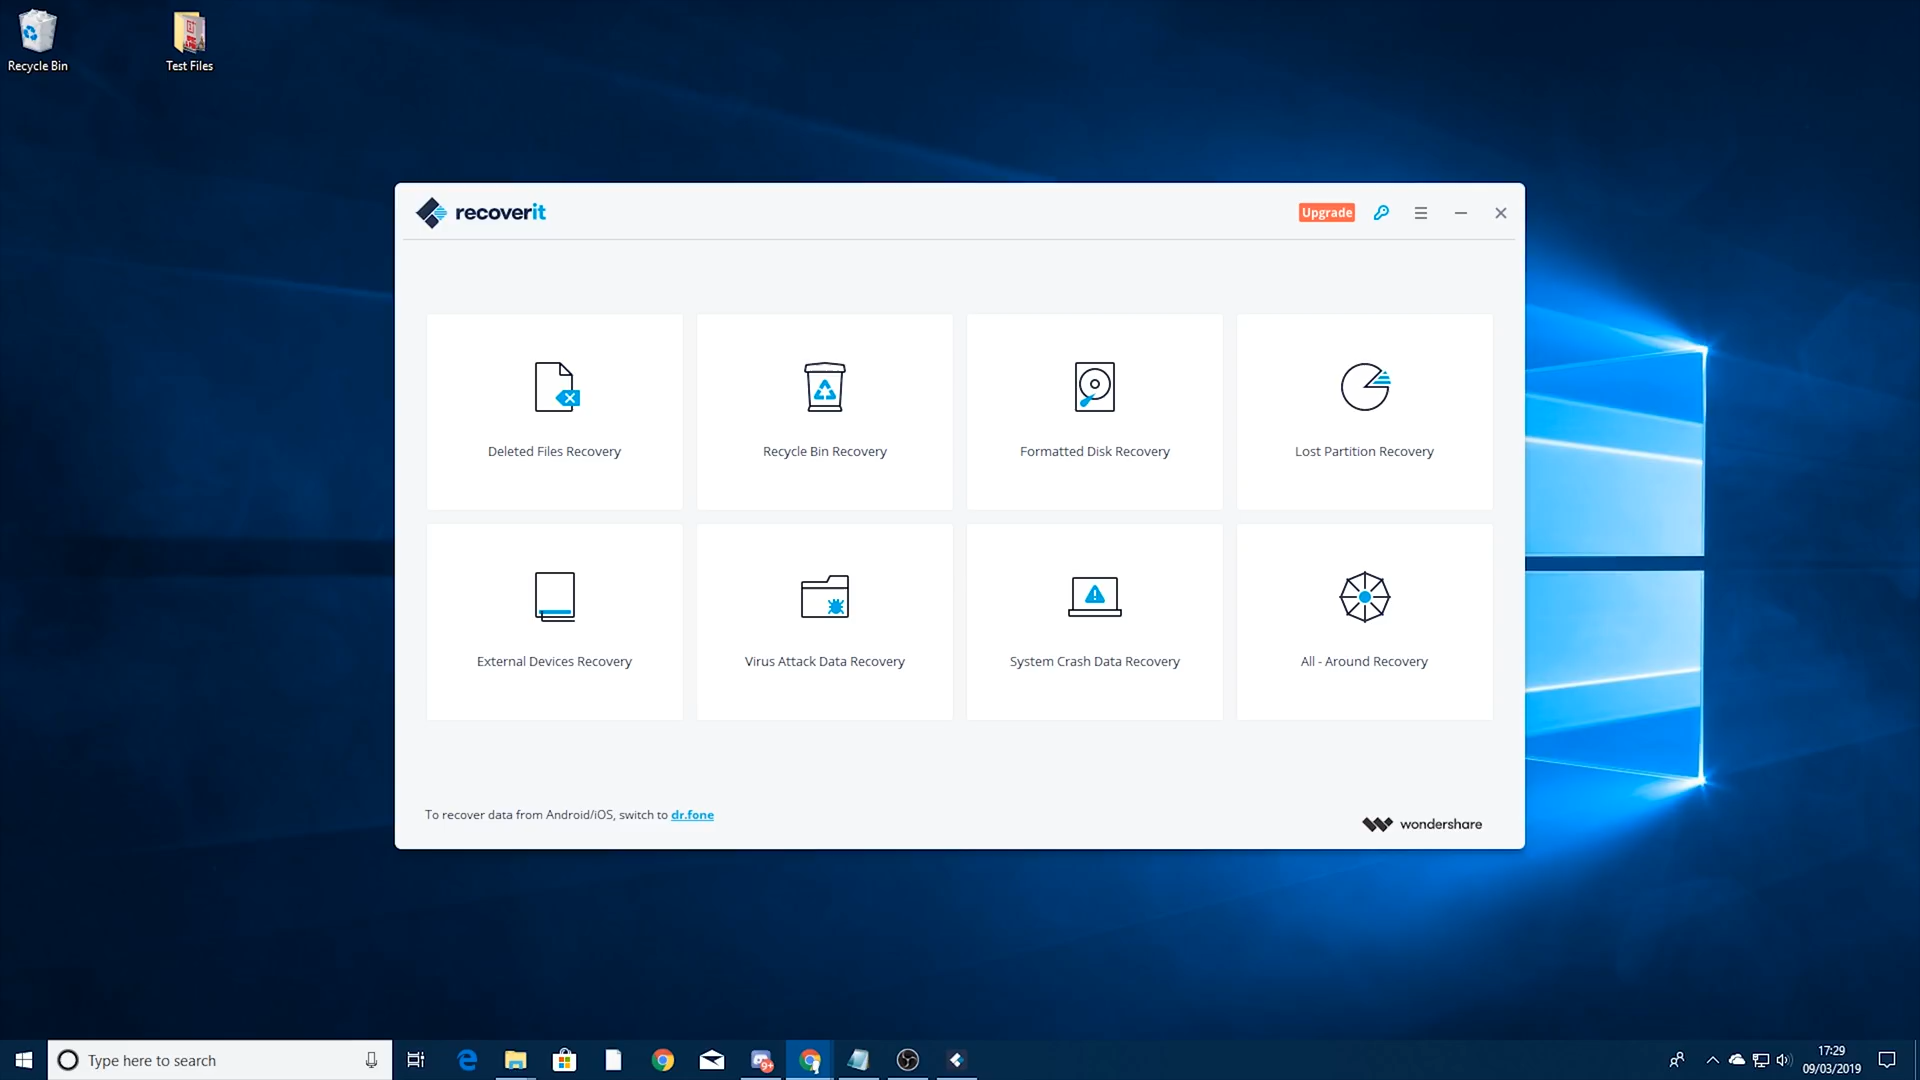 Recycle Bin
Test Files
recoverit
Upgrade
Deleted Files Recovery
Recycle Bin Recovery
Formatted Disk Recovery
Lost Partition Recovery
External Devices Recovery
Virus Attack Data Recovery
System Crash Data Recovery
All - Around Recovery
To recover data from Android/iOS, switch to dr.fone
wondershare
Type here to search
9+
17:29
09/03/2019